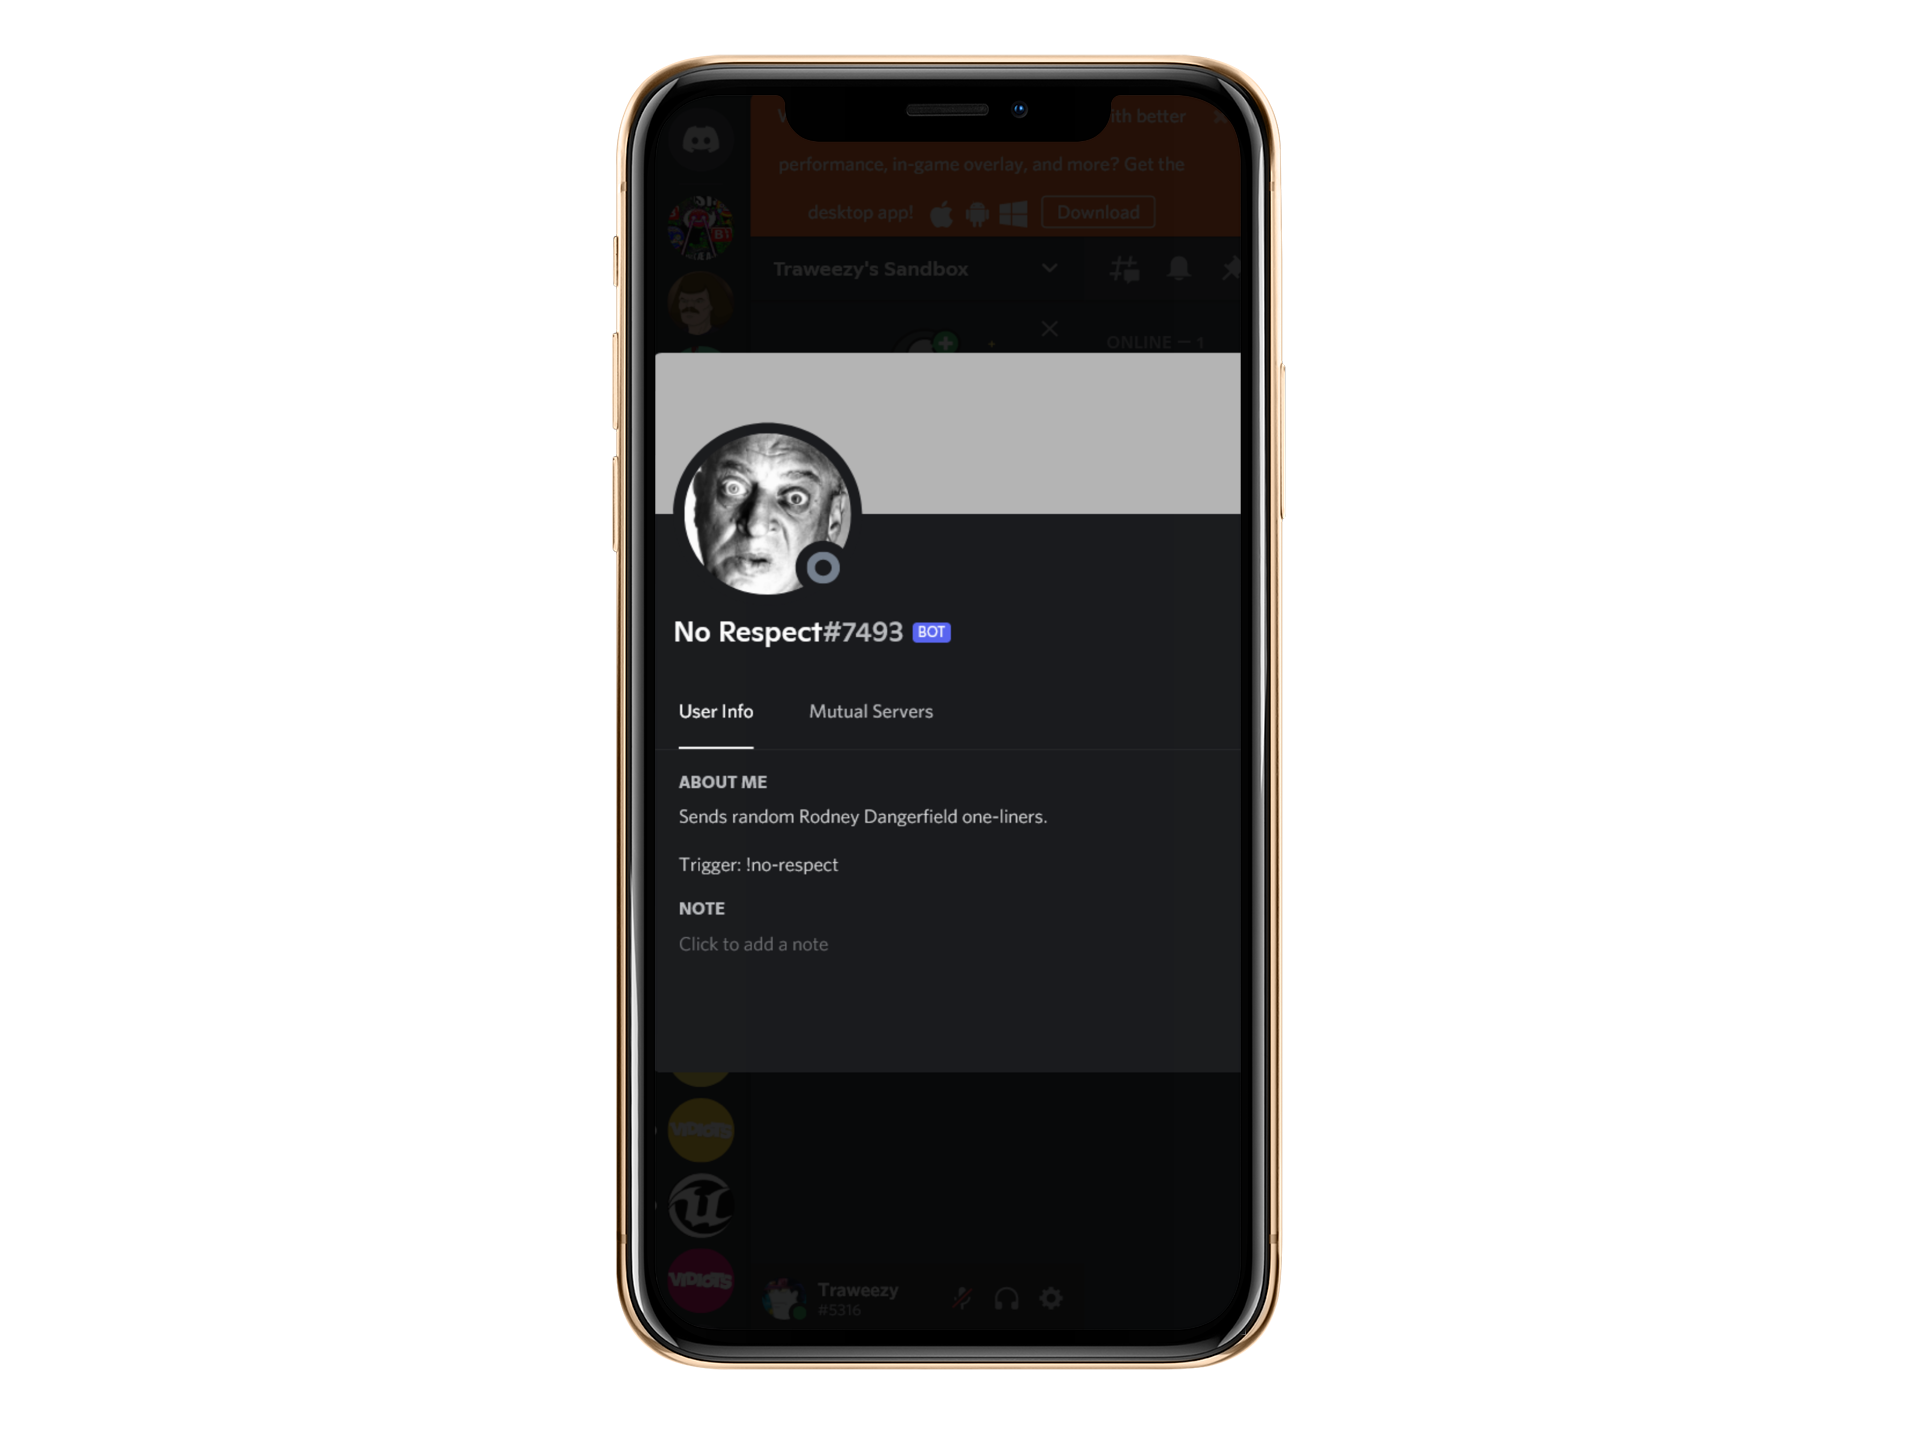 ith better
performance, in-game overlay, and more? Get the
desktop app!
Download
Traweezy's Sandbox
ONLINE — 1
No Respect#7493 BOT
User Info
Mutual Servers
ABOUT ME
Sends random Rodney Dangerfield one-liners.
Trigger: !no-respect
NOTE
Click to add a note
VIDIOTS
VIDIOTS
Traweezy
#5316